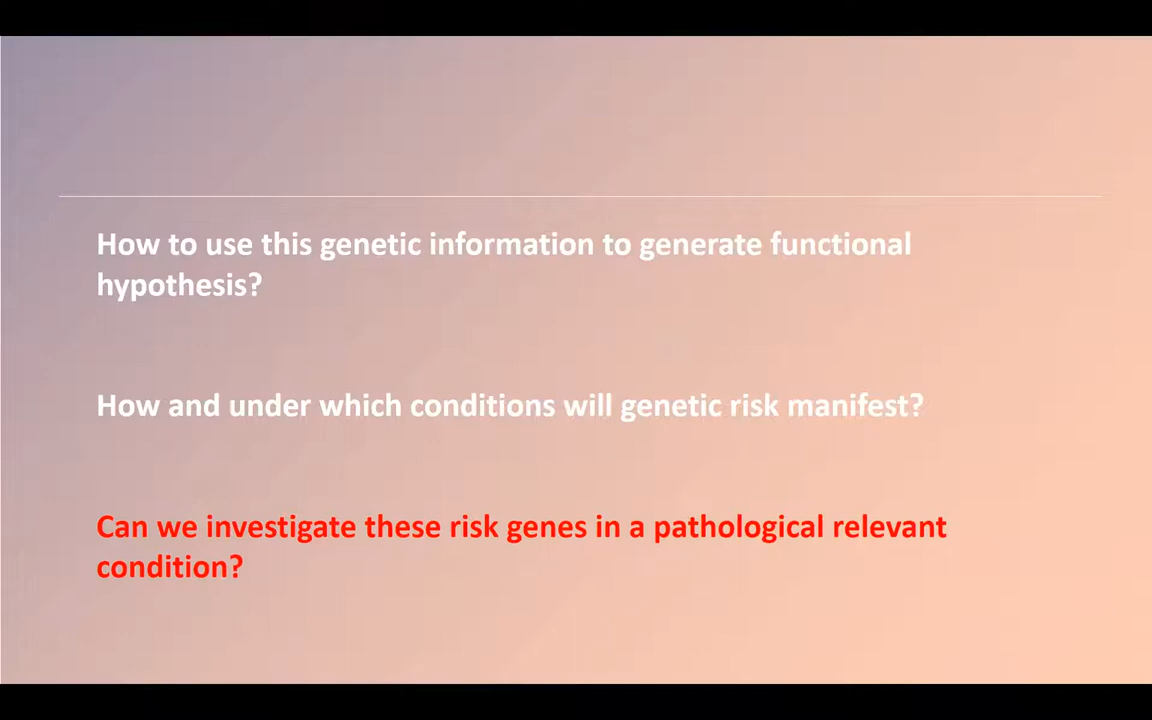 How to use this genetic information to generate functional
hypothesis?
How and under which conditions will genetic risk manifest?
Can we investigate these risk genes in a pathological relevant
condition?